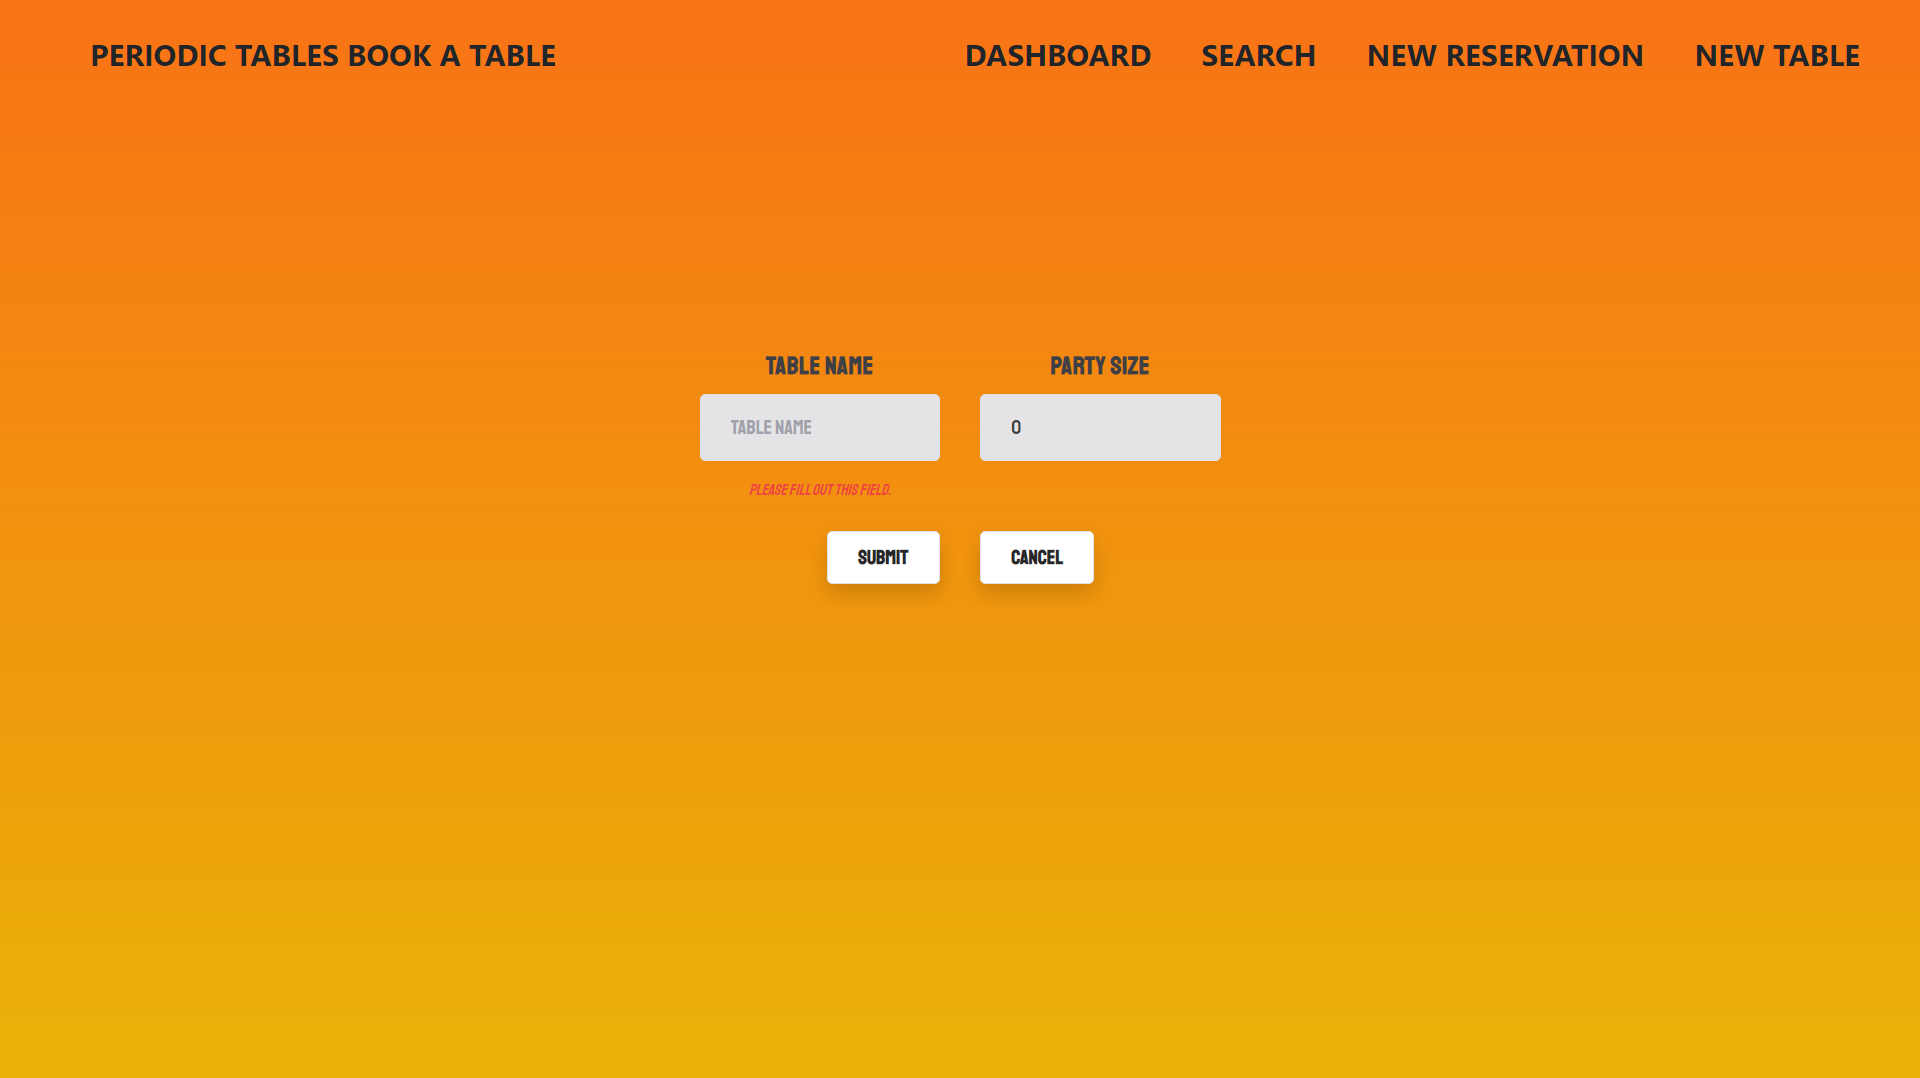 PERIODIC TABLES BOOK A TABLE
DASHBOARD
SEARCH
NEW RESERVATION
NEW TABLE
TABLE NAME
PARTY SIZE
TABLE NAME
0
PLEASE FILL OUT THIS FIELD.
SUBMIT
CANCEL